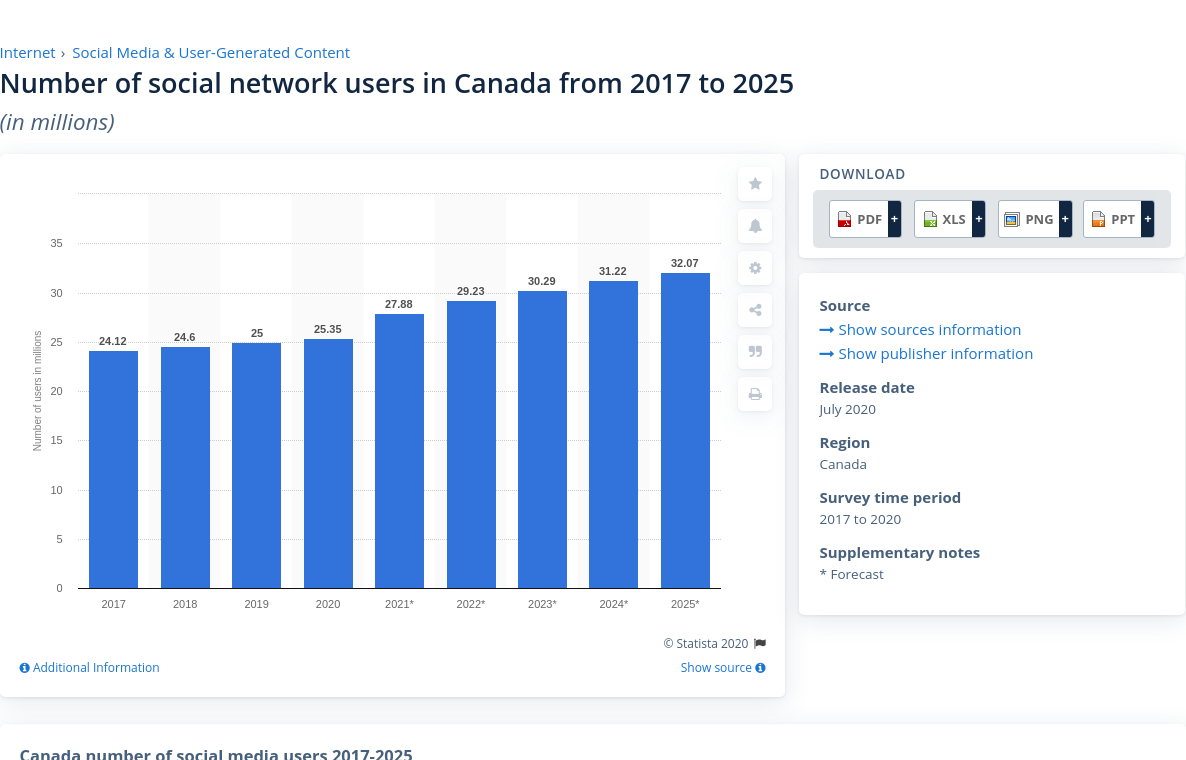 Internet › Social Media & User-Generated Content
Number of social network users in Canada from 2017 to 2025
(in millions)
Number of users in millions
35
30
25
20
15
10
5
0
24.12
24.6
25
25.35
27.88
29.23
30.29
31.22
32.07
2017 2018 2019 2020 2021* 2022* 2023* 2024* 2025*
© Statista 2020
Additional Information
Show source
DOWNLOAD
PDF + XLS + PNG + PPT +
Source
Show sources information
Show publisher information
Release date
July 2020
Region
Canada
Survey time period
2017 to 2020
Supplementary notes
* Forecast
Canada number of social media users 2017-2025